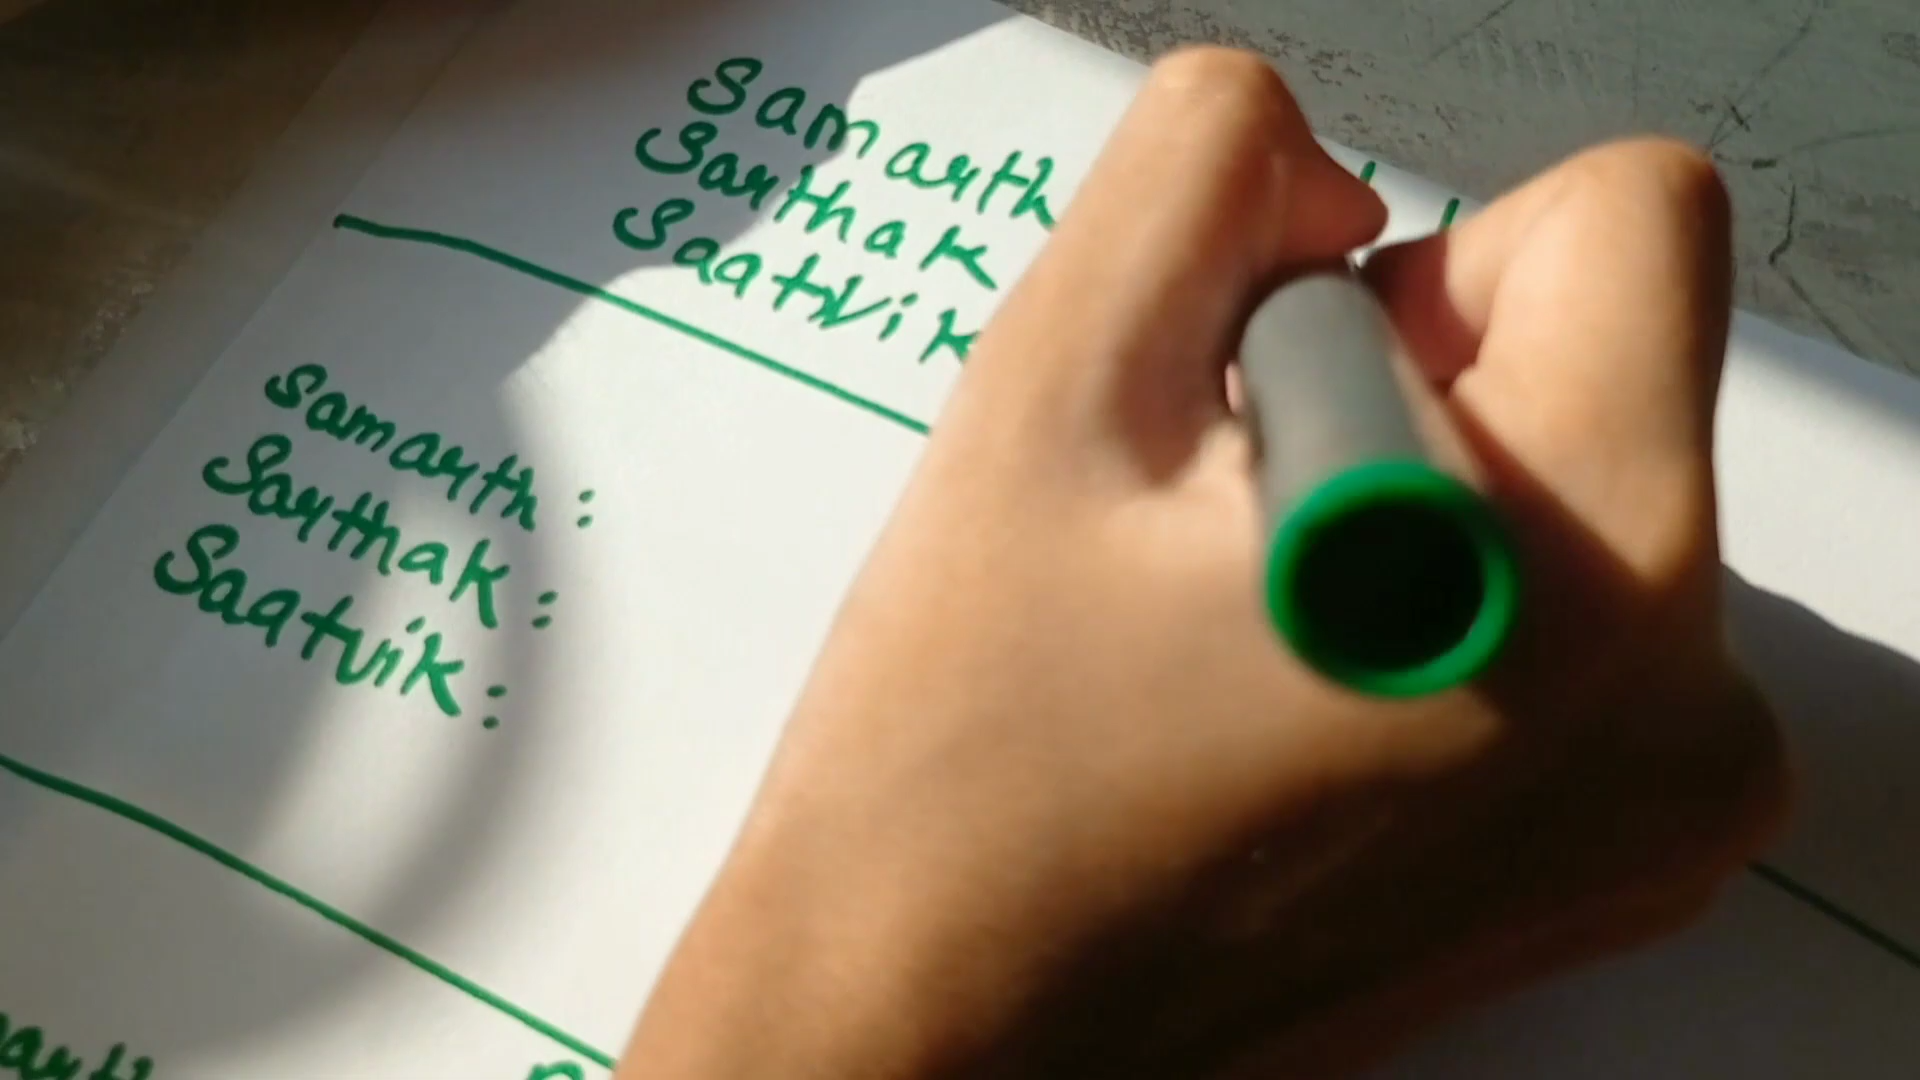 Samarth
Sarthak
Saatvik
Samarth :
Sarthak :
Saatvik :